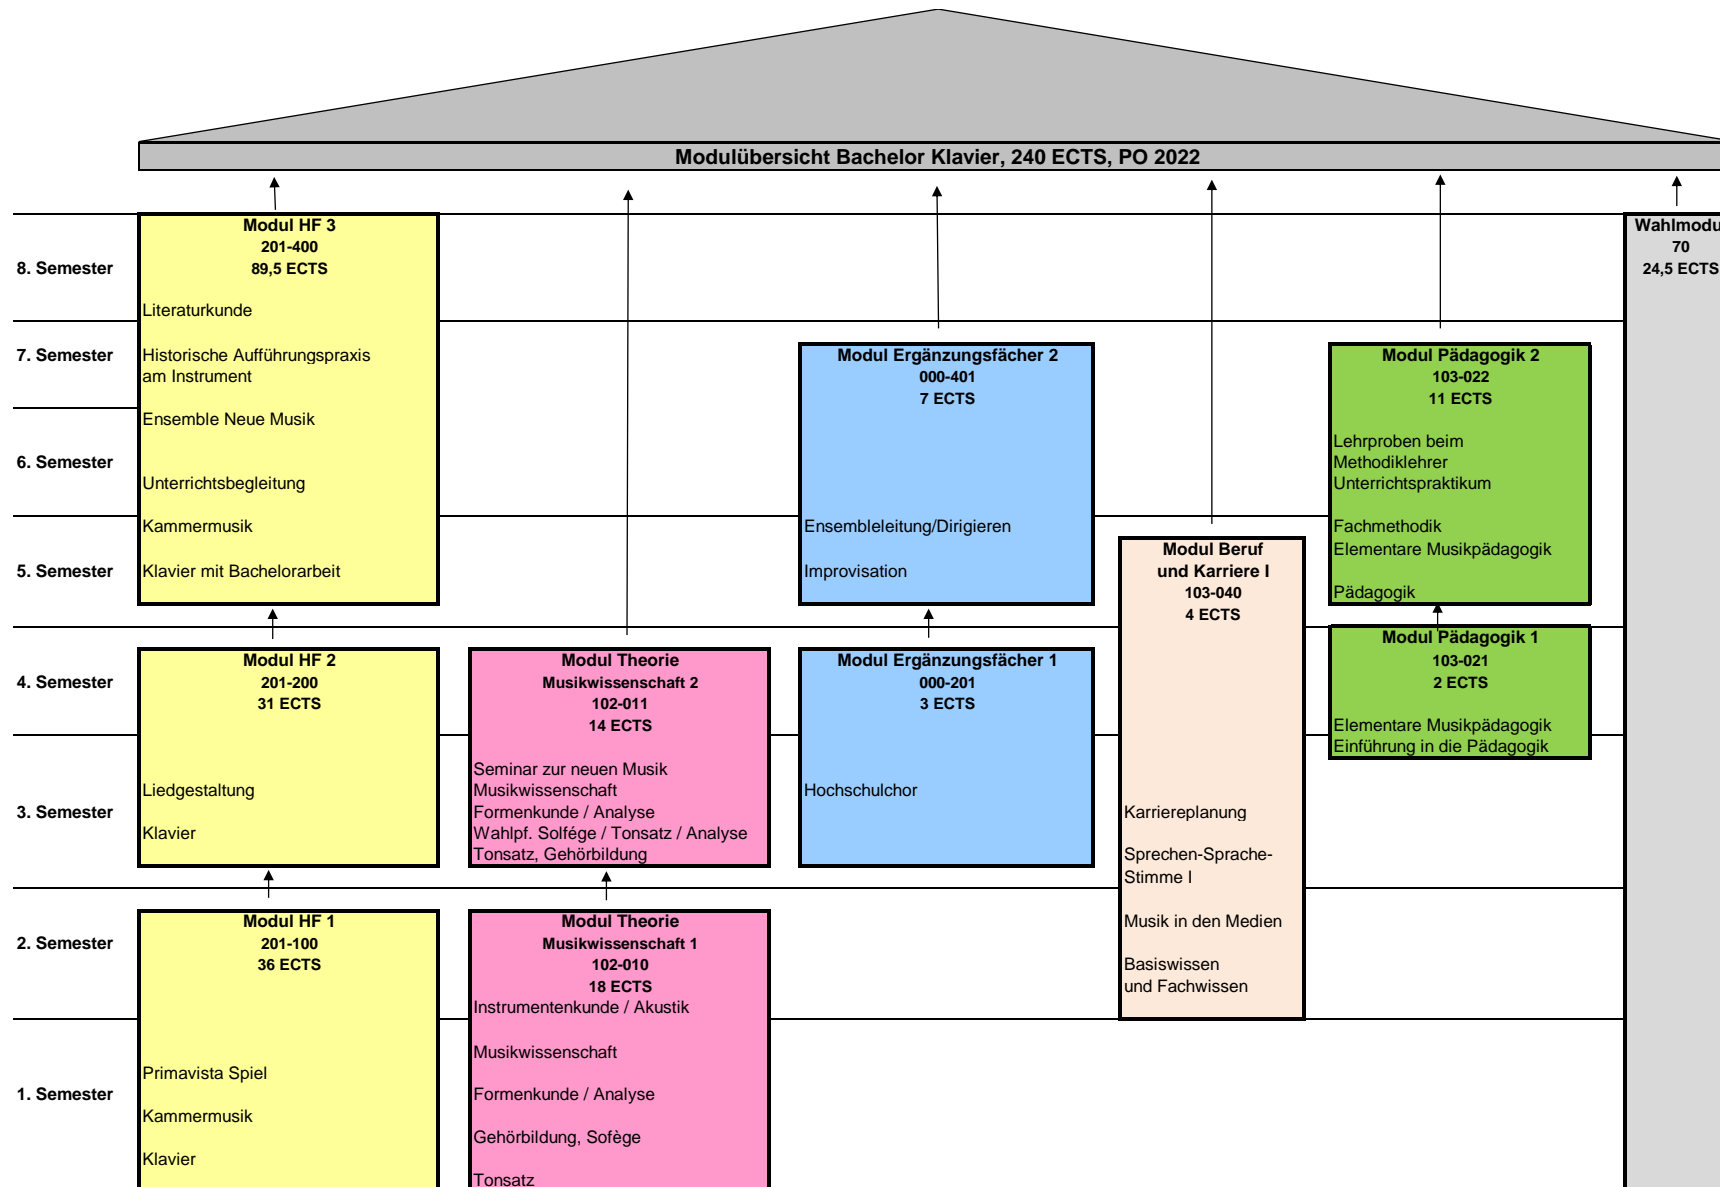 Modulübersicht Bachelor Klavier, 240 ECTS, PO 2022
8. Semester
7. Semester
6. Semester
5. Semester
4. Semester
3. Semester
2. Semester
1. Semester
Modul HF 3
201-400
89,5 ECTS
Literaturkunde
Historische Aufführungspraxis
am Instrument
Ensemble Neue Musik
Unterrichtsbegleitung
Kammermusik
Klavier mit Bachelorarbeit
Modul HF 2
201-200
31 ECTS
Liedgestaltung
Klavier
Modul HF 1
201-100
36 ECTS
Primavista Spiel
Kammermusik
Klavier
Modul Theorie
Musikwissenschaft 2
102-011
14 ECTS
Seminar zur neuen Musik
Musikwissenschaft
Formenkunde / Analyse
Wahlpf. Solfége / Tonsatz / Analyse
Tonsatz, Gehörbildung
Modul Theorie
Musikwissenschaft 1
102-010
18 ECTS
Instrumentenkunde / Akustik
Musikwissenschaft
Formenkunde / Analyse
Gehörbildung, Sofège
Tonsatz
Modul Ergänzungsfächer 2
000-401
7 ECTS
Ensembleleitung/Dirigieren
Improvisation
Modul Ergänzungsfächer 1
000-201
3 ECTS
Hochschulchor
Modul Beruf
und Karriere I
103-040
4 ECTS
Karriereplanung
Sprechen-Sprache-
Stimme I
Musik in den Medien
Basiswissen
und Fachwissen
Modul Pädagogik 2
103-022
11 ECTS
Lehrproben beim
Methodiklehrer
Unterrichtspraktikum
Fachmethodik
Elementare Musikpädagogik
Pädagogik
Modul Pädagogik 1
103-021
2 ECTS
Elementare Musikpädagogik
Einführung in die Pädagogik
Wahlmodu
70
24,5 ECTS